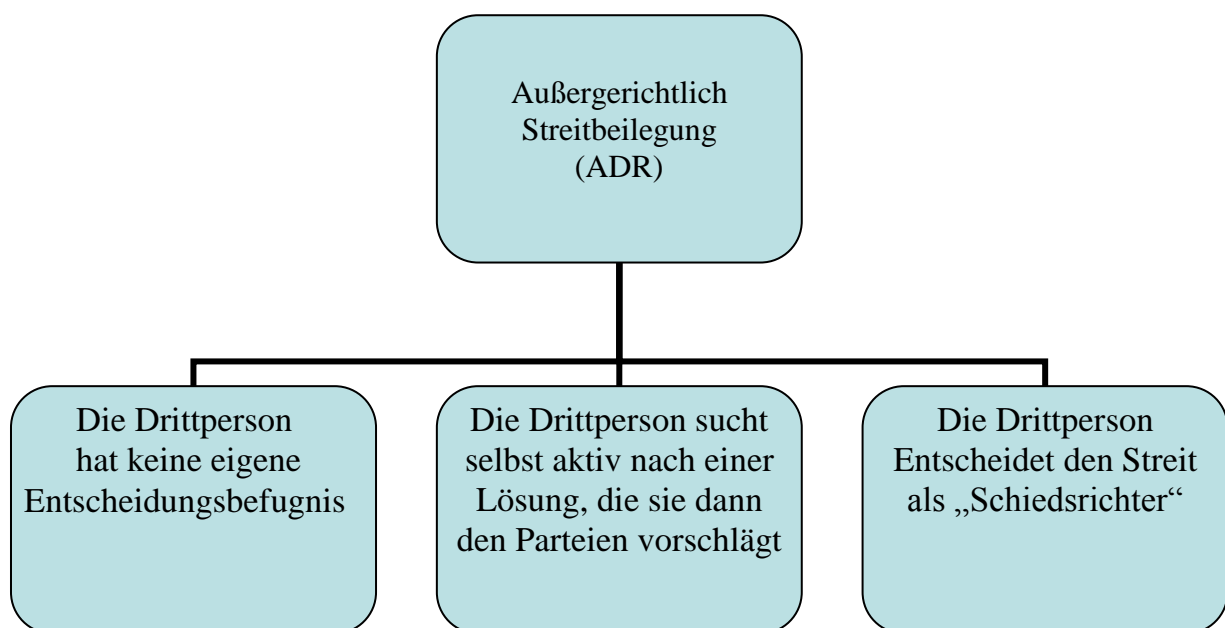 Außergerichtlich
Streitbeilegung
(ADR)
Die Drittperson
hat keine eigene
Entscheidungsbefugnis
Die Drittperson sucht
selbst aktiv nach einer
Lösung, die sie dann
den Parteien vorschlägt
Die Drittperson
Entscheidet den Streit
als „Schiedsrichter“